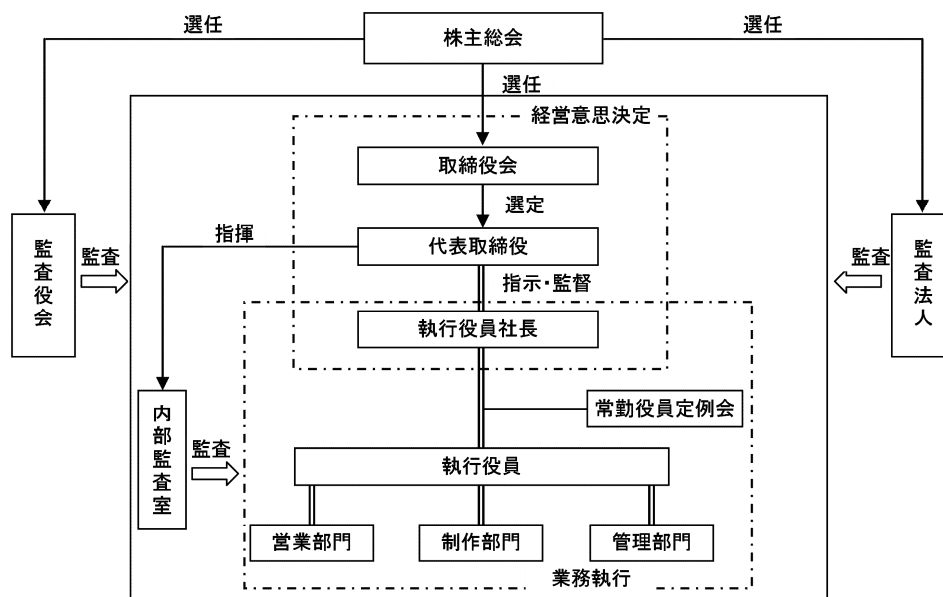 選任
株主総会
選任
選任
経営意思決定
取締役会
選定
指揮
代表取締役
監査役会
監査
監査
監査法人
指示・監督
執行役員社長
常勤役員定例会
内部監査室
監査
執行役員
営業部門
制作部門
管理部門
業務執行